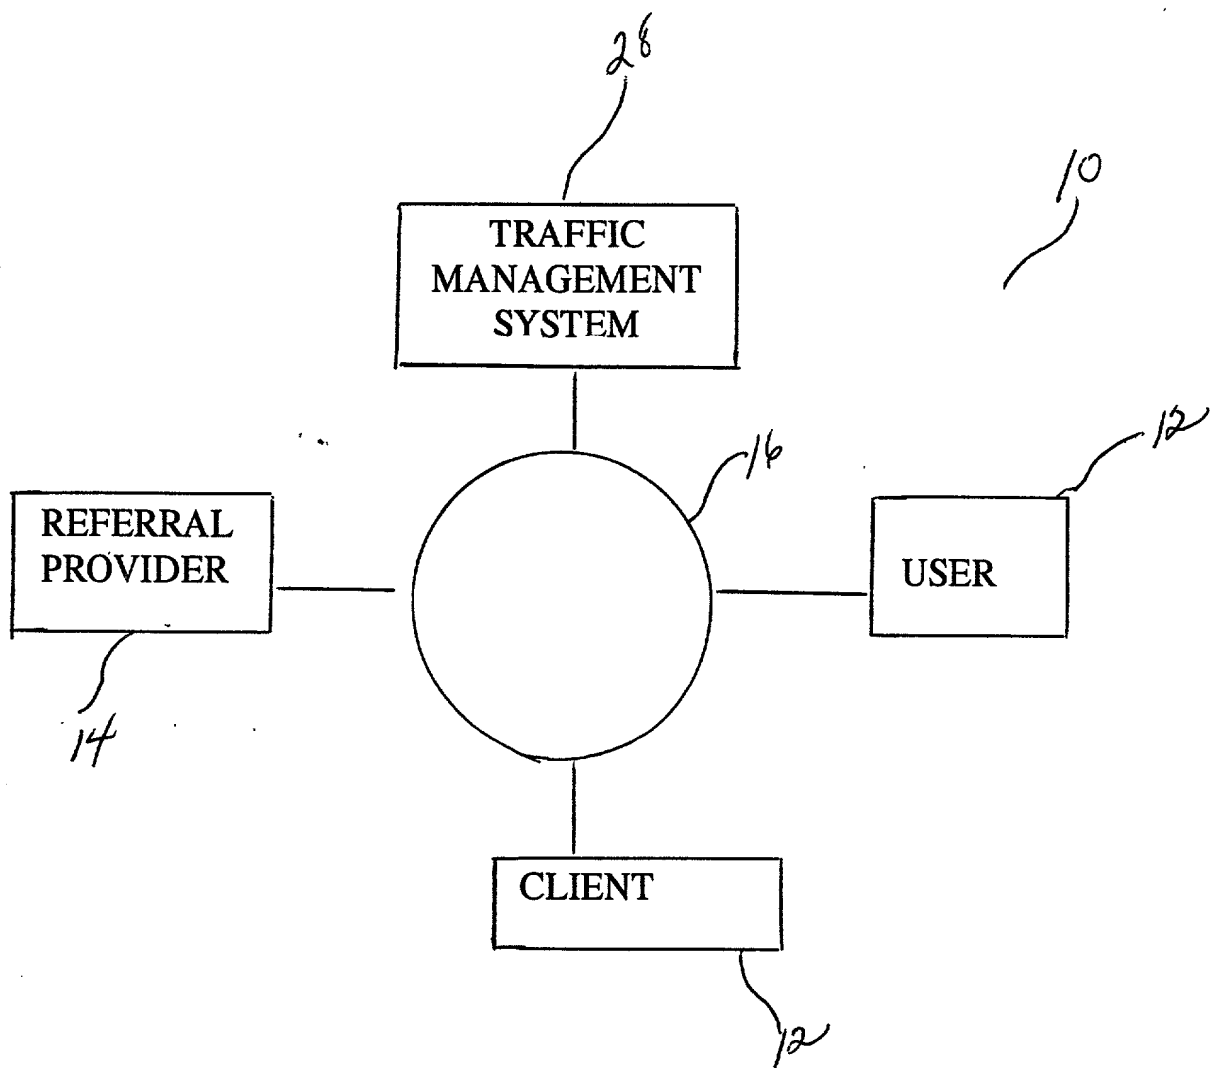 28
10
TRAFFIC
MANAGEMENT
SYSTEM
12
16
REFERRAL
PROVIDER
USER
14
CLIENT
12